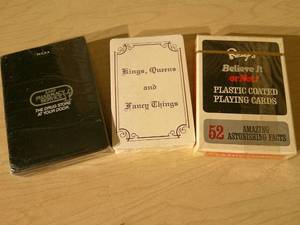 PHARMACY
THE DRUG STORE
AT YOUR DOOR.
Kings, Queens
and
Fancy Things
Ripley's
Believe It
or Not!
PLASTIC COATED
PLAYING CARDS
52
AMAZING
ASTONISHING FACTS